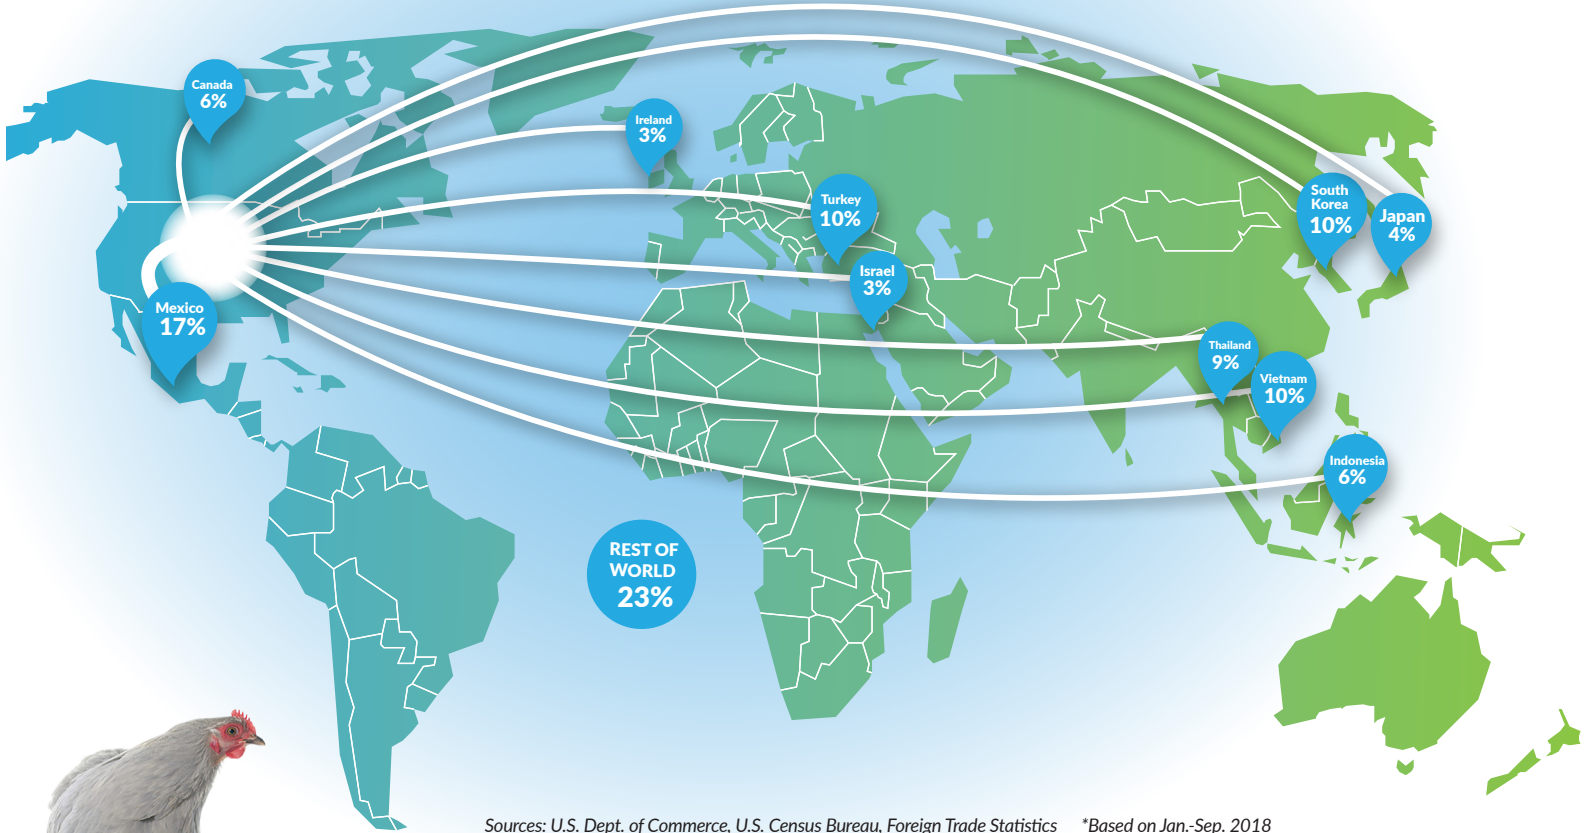 Canada
6%
Ireland
3%
Turkey
10%
South
Korea
10%
Japan
4%
Israel
3%
Mexico
17%
Thailand
9%
Vietnam
10%
Indonesia
6%
REST OF
WORLD
23%
Sources: U.S. Dept. of Commerce, U.S. Census Bureau, Foreign Trade Statistics *Based on Jan.-Sep. 2018